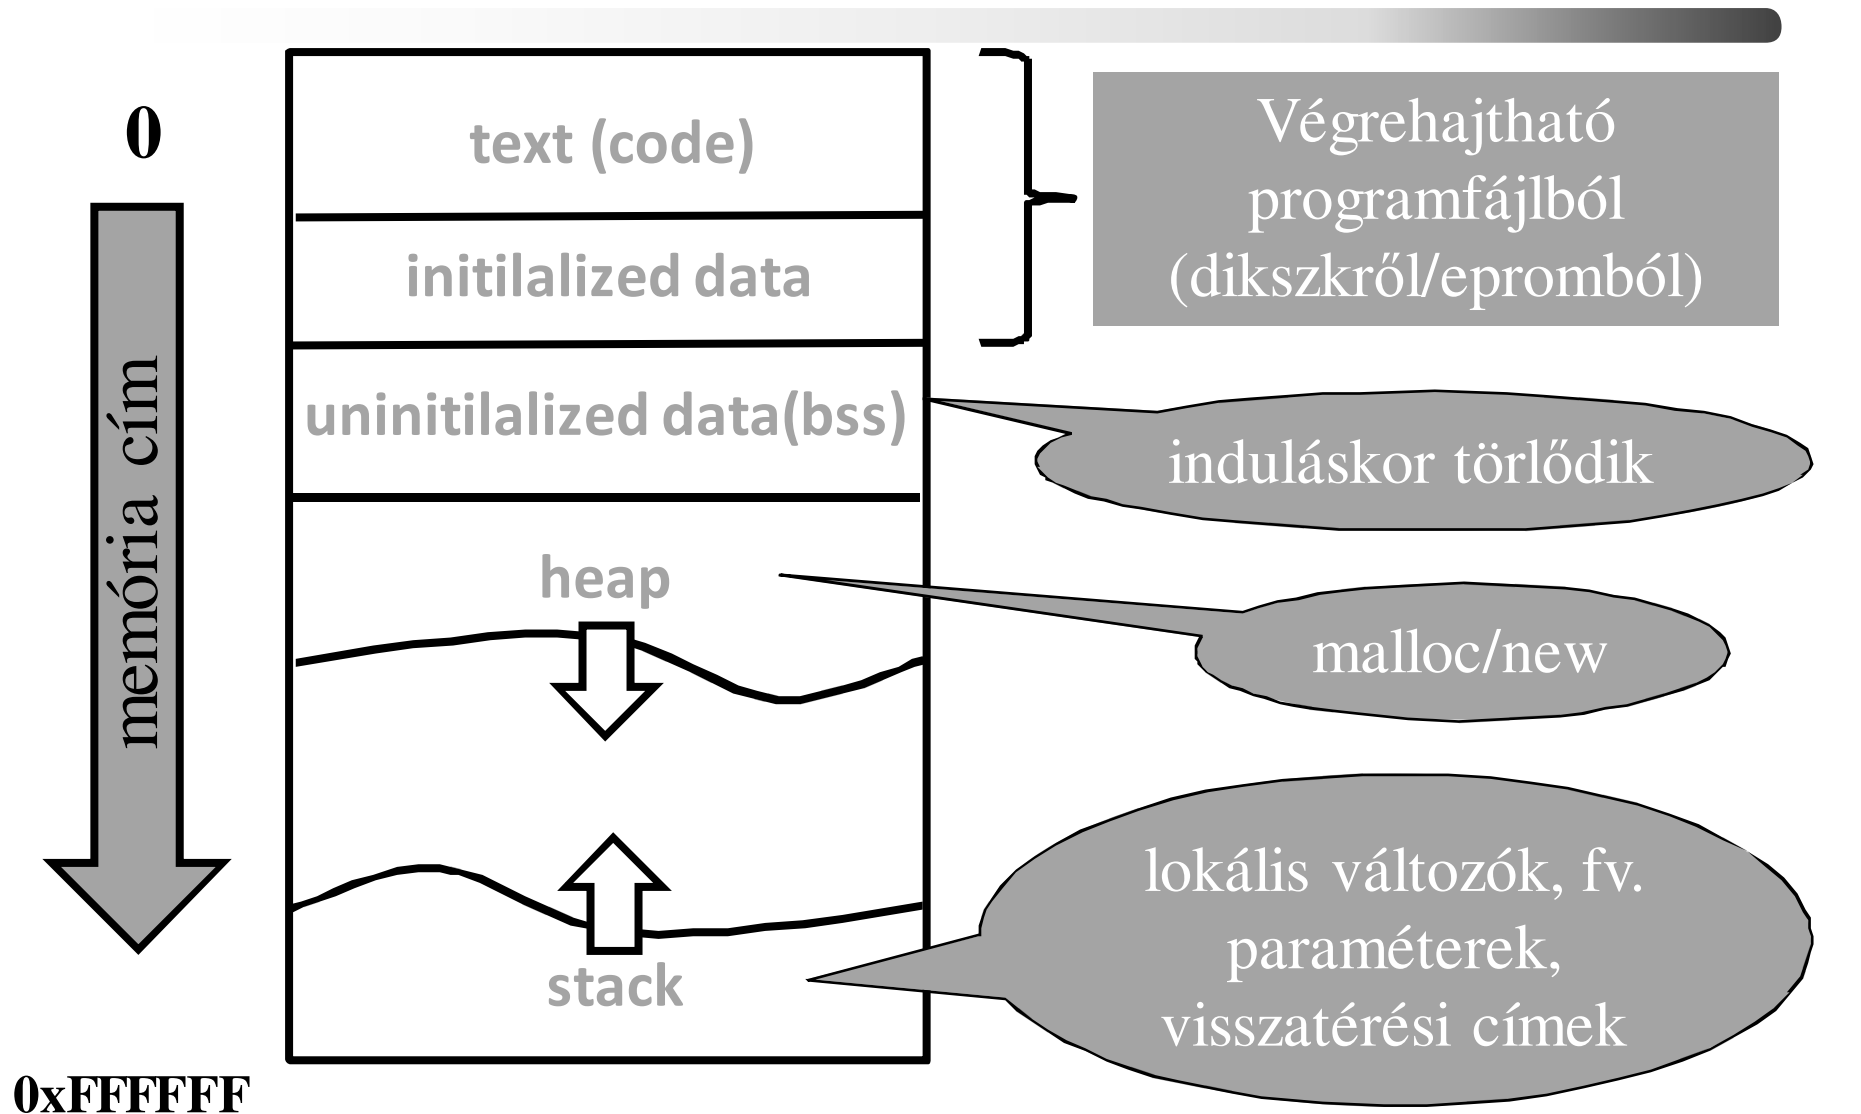 0
text (code)
Végrehajtható
programfájlból
(dikszkről/epromból)
initilalized data
memória cím
uninitilalized data(bss)
induláskor törlődik
heap
malloc/new
lokális változók, fv.
paraméterek,
visszatérési címek
stack
0xFFFFFF